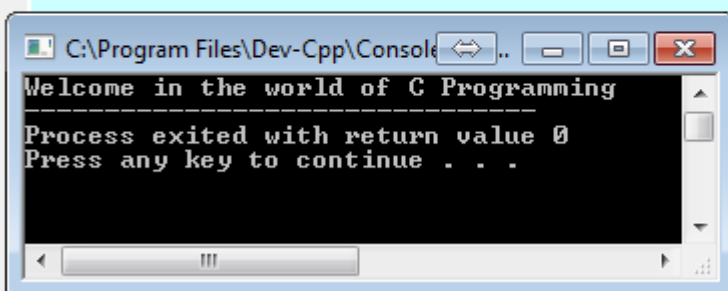 C:\Program Files\Dev-Cpp\Console ..
Welcome in the world of C Programming
--------------------------------
Process exited with return value 0
Press any key to continue . . .